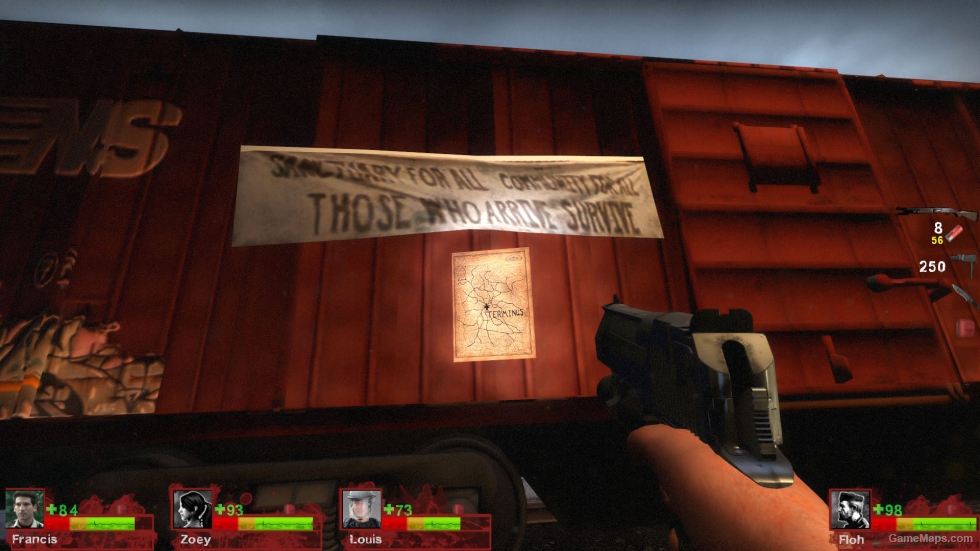 EMS
SANCTUARY FOR ALL COMMUNITY FOR ALL
THOSE WHO ARRIVE SURVIVE
TERMINUS
8
56
250
+84
+93
+73
+98
Francis
Zoey
Louis
Floh
GameMaps.com